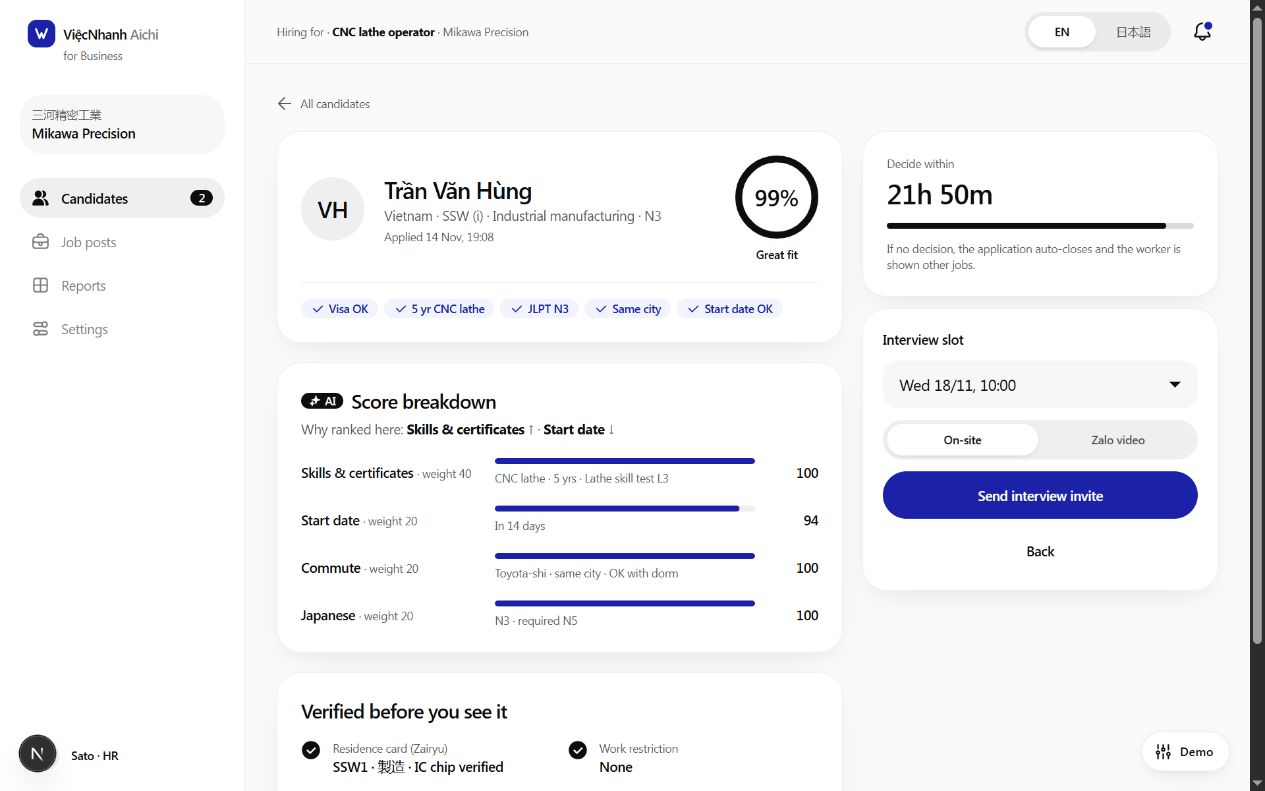 W
ViệcNhanh Aichi
for Business
三河精密工業
Mikawa Precision
Candidates 2
Job posts
Reports
Settings
N
Sato · HR
Hiring for · CNC lathe operator · Mikawa Precision
EN
日本語
← All candidates
VH
Trần Văn Hùng
Vietnam · SSW (i) · Industrial manufacturing · N3
Applied 14 Nov, 19:08
99%
Great fit
✓ Visa OK
✓ 5 yr CNC lathe
✓ JLPT N3
✓ Same city
✓ Start date OK
AI Score breakdown
Why ranked here: Skills & certificates ↑ · Start date ↓
Skills & certificates · weight 40
CNC lathe · 5 yrs · Lathe skill test L3
100
Start date · weight 20
In 14 days
94
Commute · weight 20
Toyota-shi · same city · OK with dorm
100
Japanese · weight 20
N3 · required N5
100
Verified before you see it
Residence card (Zairyu)
SSW1 · 製造 · IC chip verified
Work restriction
None
Decide within
21h 50m
If no decision, the application auto-closes and the worker is
shown other jobs.
Interview slot
Wed 18/11, 10:00
On-site
Zalo video
Send interview invite
Back
Demo